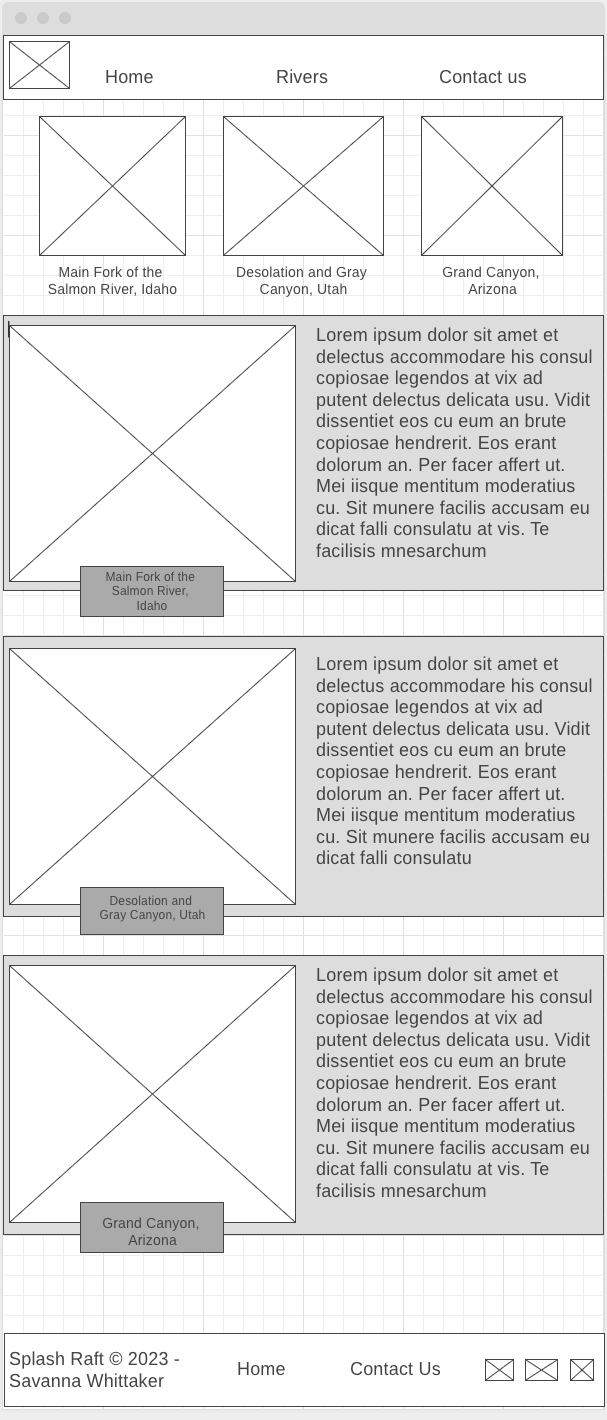 Home
Rivers
Contact us
Main Fork of the
Salmon River, Idaho
Desolation and Gray
Canyon, Utah
Grand Canyon,
Arizona
Lorem ipsum dolor sit amet et
delectus accommodare his consul
copiosae legendos at vix ad
putent delectus delicata usu. Vidit
dissentiet eos cu eum an brute
copiosae hendrerit. Eos erant
dolorum an. Per facer affert ut.
Mei iisque mentitum moderatius
cu. Sit munere facilis accusam eu
dicat falli consulatu at vis. Te
facilisis mnesarchum
Main Fork of the
Salmon River,
Idaho
Lorem ipsum dolor sit amet et
delectus accommodare his consul
copiosae legendos at vix ad
putent delectus delicata usu. Vidit
dissentiet eos cu eum an brute
copiosae hendrerit. Eos erant
dolorum an. Per facer affert ut.
Mei iisque mentitum moderatius
cu. Sit munere facilis accusam eu
dicat falli consulatu
Desolation and
Gray Canyon, Utah
Lorem ipsum dolor sit amet et
delectus accommodare his consul
copiosae legendos at vix ad
putent delectus delicata usu. Vidit
dissentiet eos cu eum an brute
copiosae hendrerit. Eos erant
dolorum an. Per facer affert ut.
Mei iisque mentitum moderatius
cu. Sit munere facilis accusam eu
dicat falli consulatu at vis. Te
facilisis mnesarchum
Grand Canyon,
Arizona
Splash Raft © 2023 -
Savanna Whittaker
Home
Contact Us